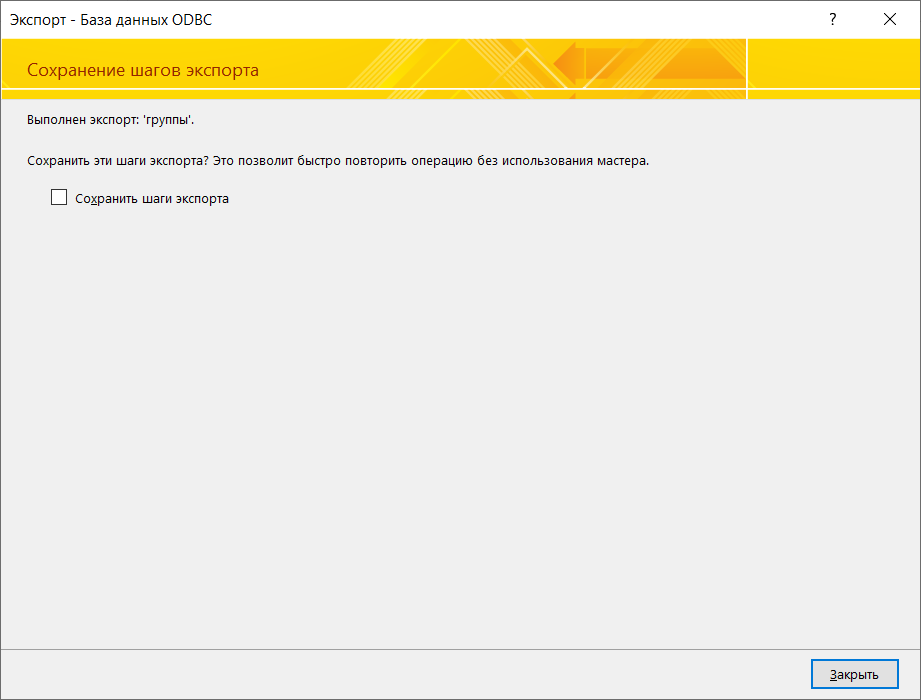 Экспорт - База данных ODBC
?
Сохранение шагов экспорта
Выполнен экспорт: 'группы'.
Сохранить эти шаги экспорта? Это позволит быстро повторить операцию без использования мастера.
Сохранить шаги экспорта
Закрыть